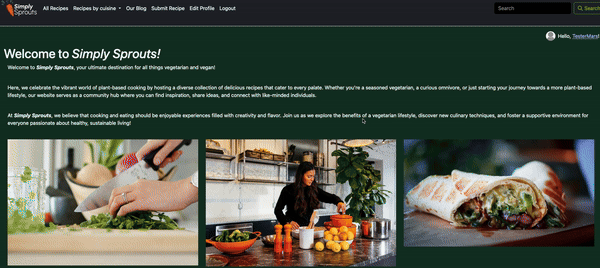 Simply
Sprouts
All Recipes Recipes by cuisine Our Blog Submit Recipe Edit Profile Logout
Search Search
Hello, TesterMars!
Welcome to Simply Sprouts!
Welcome to Simply Sprouts, your ultimate destination for all things vegetarian and vegan!
Here, we celebrate the vibrant world of plant-based cooking by hosting a diverse collection of delicious recipes that cater to every palate. Whether you're a seasoned vegetarian, a curious omnivore, or just starting your journey towards a more plant-based
lifestyle, our website serves as a community hub where you can find inspiration, share ideas, and connect with like-minded individuals.
At Simply Sprouts, we believe that cooking and eating should be enjoyable experiences filled with creativity and flavor. Join us as we explore the benefits of a vegetarian lifestyle, discover new culinary techniques, and foster a supportive environment for
everyone passionate about healthy, sustainable living!